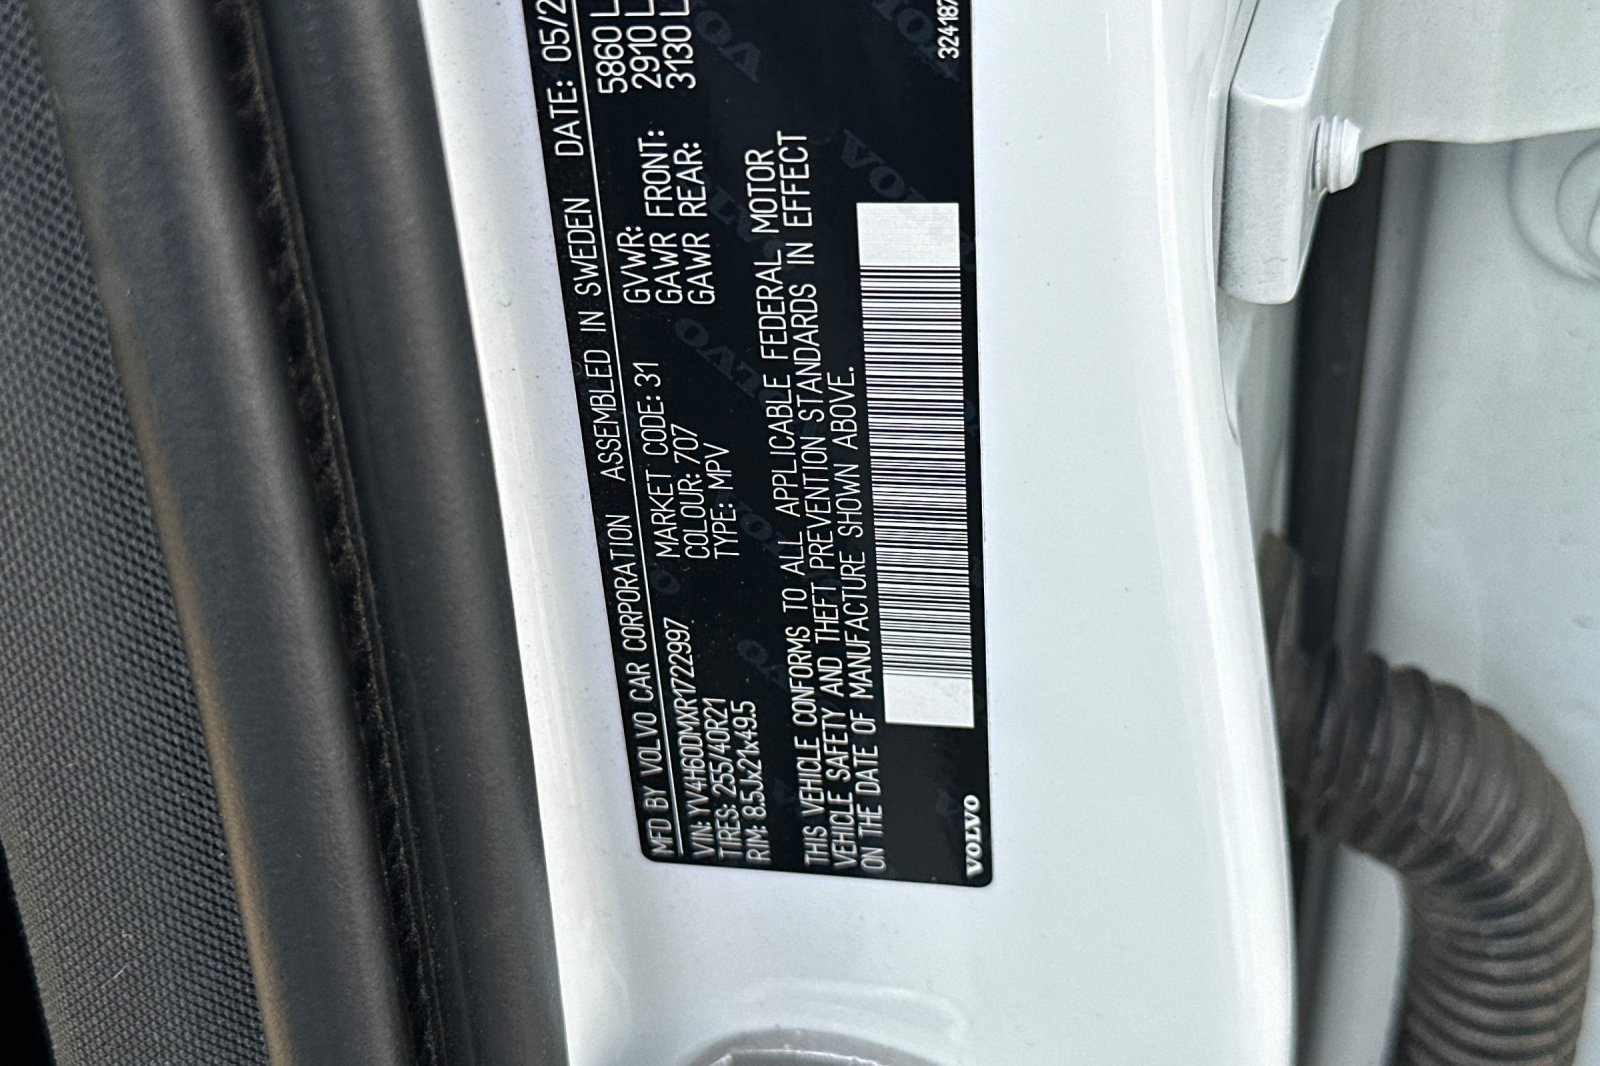 MFD BY VOLVO CAR CORPORATION ASSEMBLED IN SWEDEN DATE: 05/2
VIN: YV4H60DMXR1722997 MARKET CODE: 31 GVWR: 5860 L
TIRES: 255/40R21 COLOUR: 707 GAWR FRONT: 2910 L
RIM: 8.5Jx21x49.5 TYPE: MPV GAWR REAR: 3130 L
THIS VEHICLE CONFORMS TO ALL APPLICABLE FEDERAL MOTOR
VEHICLE SAFETY AND THEFT PREVENTION STANDARDS IN EFFECT
ON THE DATE OF MANUFACTURE SHOWN ABOVE.
VOLVO
324187